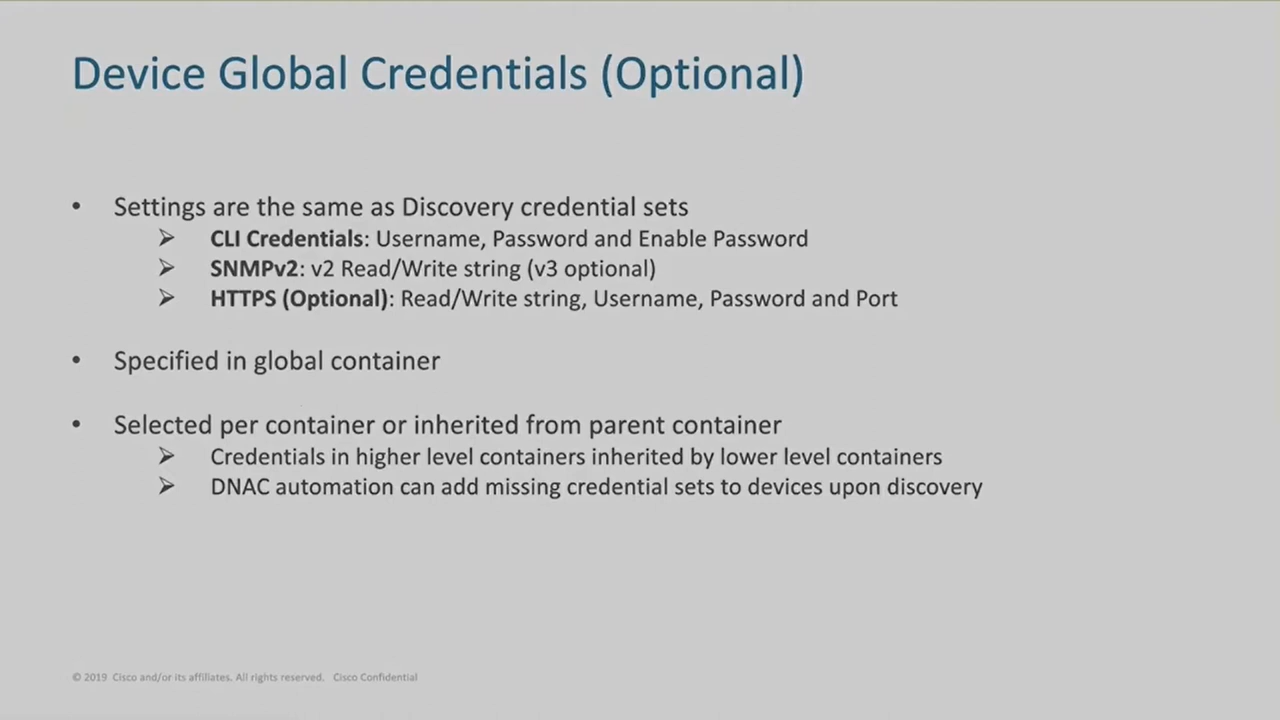 Device Global Credentials (Optional)
• Settings are the same as Discovery credential sets
➢ CLI Credentials: Username, Password and Enable Password
➢ SNMPv2: v2 Read/Write string (v3 optional)
➢ HTTPS (Optional): Read/Write string, Username, Password and Port
• Specified in global container
• Selected per container or inherited from parent container
➢ Credentials in higher level containers inherited by lower level containers
➢ DNAC automation can add missing credential sets to devices upon discovery
© 2019 Cisco and/or its affiliates. All rights reserved. Cisco Confidential